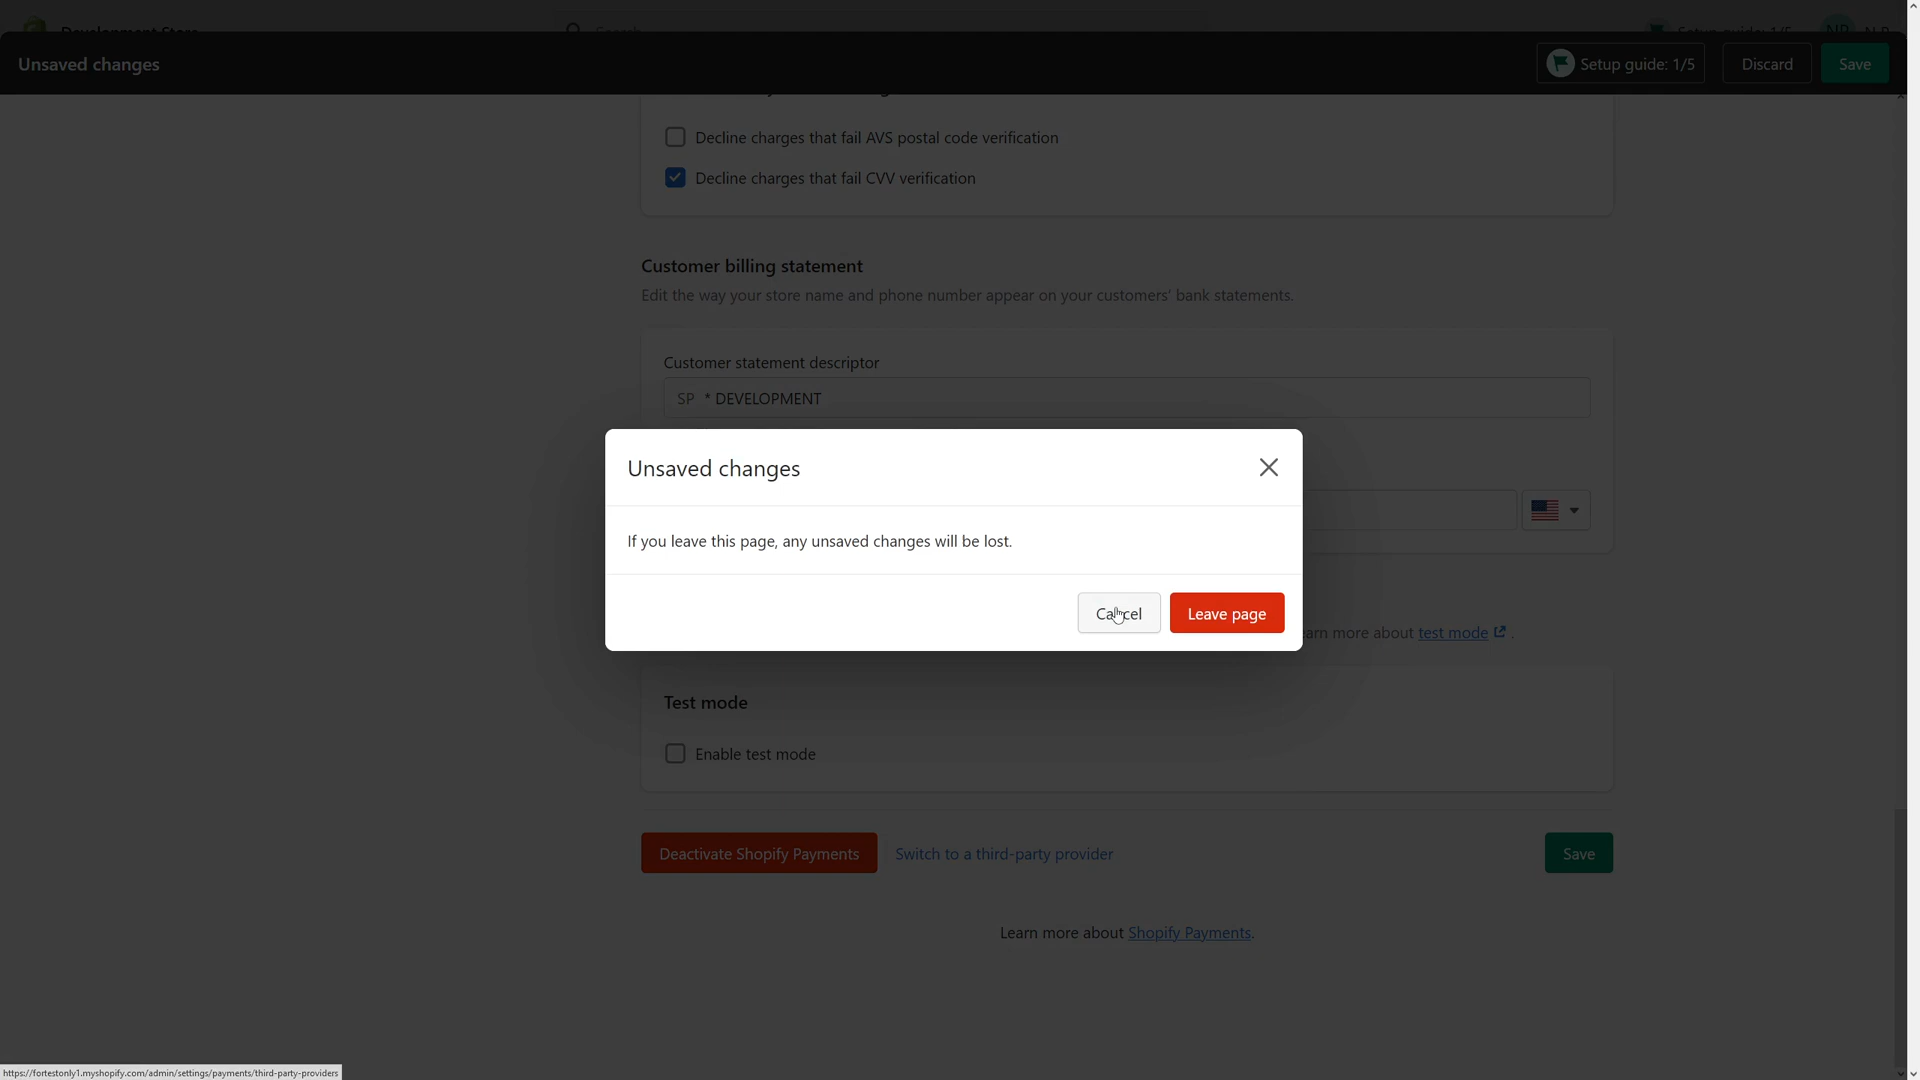 Development Store
Search
Unsaved changes
Setup guide: 1/5
Discard
Save
Decline charges that fail AVS postal code verification
Decline charges that fail CVV verification
Customer billing statement
Edit the way your store name and phone number appear on your customers' bank statements.
Customer statement descriptor
SP * DEVELOPMENT
Unsaved changes
If you leave this page, any unsaved changes will be lost.
Cancel
Leave page
more about test mode .
Test mode
Enable test mode
Deactivate Shopify Payments
Switch to a third-party provider
Save
Learn more about Shopify Payments.
https://fortestonly1.myshopify.com/admin/settings/payments/third-party-providers